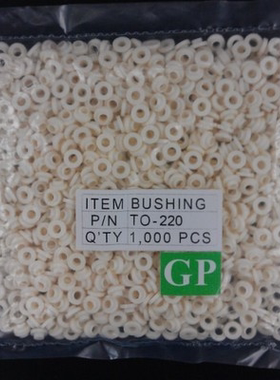 ITEM BUSHING
P/N TO-220
Q'TY 1,000 PCS
GP